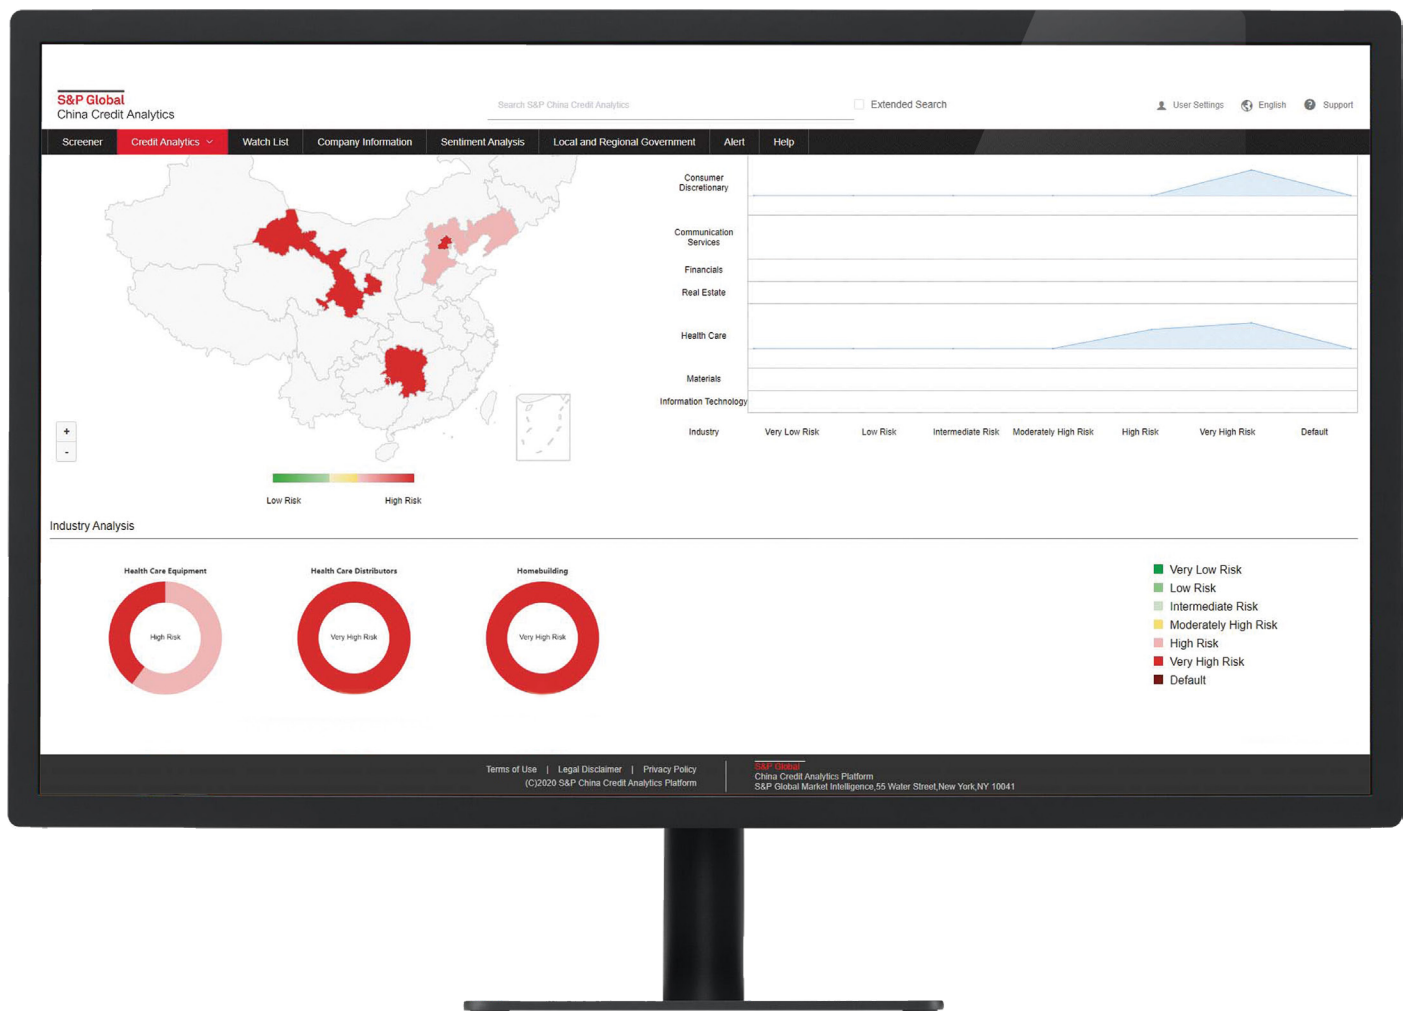 S&P Global
China Credit Analytics
Search S&P China Credit Analytics
Extended Search
User Settings
English
Support
Screener
Credit Analytics
Watch List
Company Information
Sentiment Analysis
Local and Regional Government
Alert
Help
+
-
Low Risk
High Risk
Consumer
Discretionary
Communication
Services
Financials
Real Estate
Health Care
Materials
Information Technology
Industry
Very Low Risk
Low Risk
Intermediate Risk
Moderately High Risk
High Risk
Very High Risk
Default
Industry Analysis
Health Care Equipment
High Risk
Health Care Distributors
Very High Risk
Homebuilding
Very High Risk
Very Low Risk
Low Risk
Intermediate Risk
Moderately High Risk
High Risk
Very High Risk
Default
Terms of Use | Legal Disclaimer | Privacy Policy
(C)2020 S&P China Credit Analytics Platform
S&P Global
China Credit Analytics Platform
S&P Global Market Intelligence,55 Water Street,New York,NY 10041